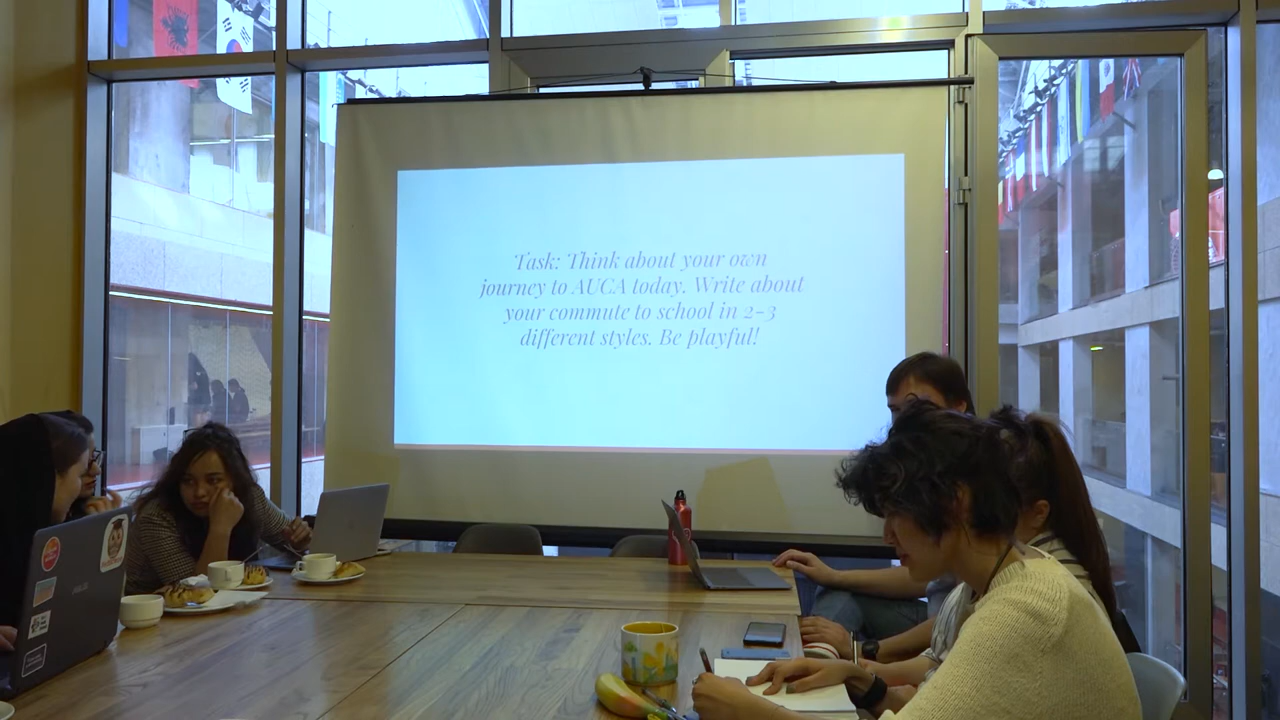 Task: Think about your own
journey to AUCA today. Write about
your commute to school in 2-3
different styles. Be playful!